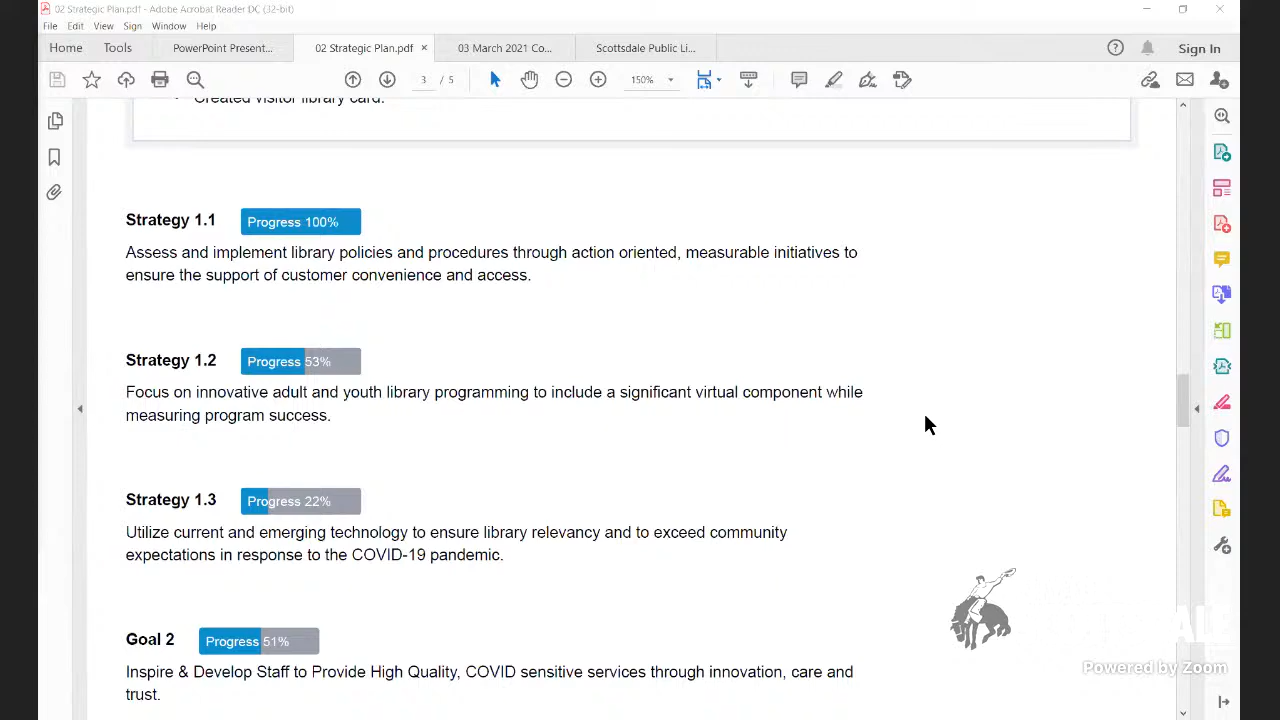 02 Strategic Plan.pdf - Adobe Acrobat Reader DC (32-bit)
File Edit View Sign Window Help
Home Tools PowerPoint Present... 02 Strategic Plan.pdf × 03 March 2021 Co... Scottsdale Public Li... Sign In
3 / 5 150%
Created visitor library card.
Strategy 1.1 Progress 100%
Assess and implement library policies and procedures through action oriented, measurable initiatives to
ensure the support of customer convenience and access.
Strategy 1.2 Progress 53%
Focus on innovative adult and youth library programming to include a significant virtual component while
measuring program success.
Strategy 1.3 Progress 22%
Utilize current and emerging technology to ensure library relevancy and to exceed community
expectations in response to the COVID-19 pandemic.
Goal 2 Progress 51%
Inspire & Develop Staff to Provide High Quality, COVID sensitive services through innovation, care and
trust.
Powered by Zoom